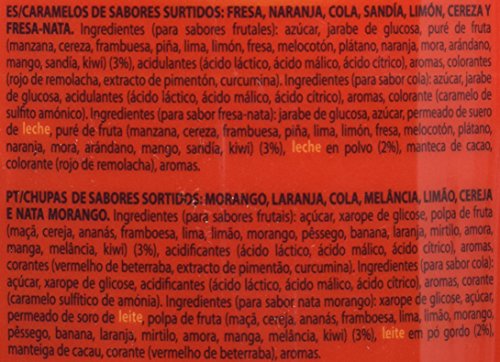 ES/CARAMELOS DE SABORES SURTIDOS: FRESA, NARANJA, COLA, SANDÍA, LIMÓN, CEREZA Y
FRESA-NATA. Ingredientes (para sabores frutales): azúcar, jarabe de glucosa, puré de fruta
(manzana, cereza, frambuesa, piña, lima, limón, fresa, melocotón, plátano, naranja, mora, arándano,
mango, sandía, kiwi) (3%), acidulantes (ácido láctico, ácido málico, ácido cítrico), aromas, colorantes
(rojo de remolacha, extracto de pimentón, curcumina). Ingredientes (para sabor cola): azúcar, jarabe
de glucosa, acidulantes (ácido láctico, ácido málico, ácido cítrico), aromas, colorante (caramelo de
sulfito amónico). Ingredientes (para sabor fresa-nata): jarabe de glucosa, azúcar, permeado de suero
de leche, puré de fruta (manzana, cereza, frambuesa, piña, lima, limón, fresa, melocotón, plátano,
naranja, mora, arándano, mango, sandía, kiwi) (3%), leche en polvo (2%), manteca de cacao,
colorante (rojo de remolacha), aromas.
PT/CHUPAS DE SABORES SORTIDOS: MORANGO, LARANJA, COLA, MELÂNCIA, LIMÃO, CEREJA
E NATA MORANGO. Ingredientes (para sabores frutais): açúcar, xarope de glicose, polpa de fruta
(maçã, cereja, ananás, framboesa, lima, limão, morango, pêssego, banana, laranja, mirtilo, amora,
manga, melância, kiwi) (3%), acidificantes (ácido láctico, ácido málico, ácido cítrico), aromas,
corante (vermelho de beterraba, extracto de pimentão, curcumina). Ingredientes (para sabor cola):
açúcar, xarope de glicose, acidificantes (ácido láctico, ácido málico, ácido cítrico), aromas, corante
(caramelo sulfítico de amónia). Ingredientes (para sabor nata morango): xarope de glicose, açúcar,
permeado de soro de leite, polpa de fruta (maçã, cereja, ananás, framboesa, lima, limão, morango,
pêssego, banana, laranja, mirtilo, amora, manga, melância, kiwi) (3%), leite em pó gordo (2%),
manteiga de cacau, corante (vermelho de beterraba), aromas.